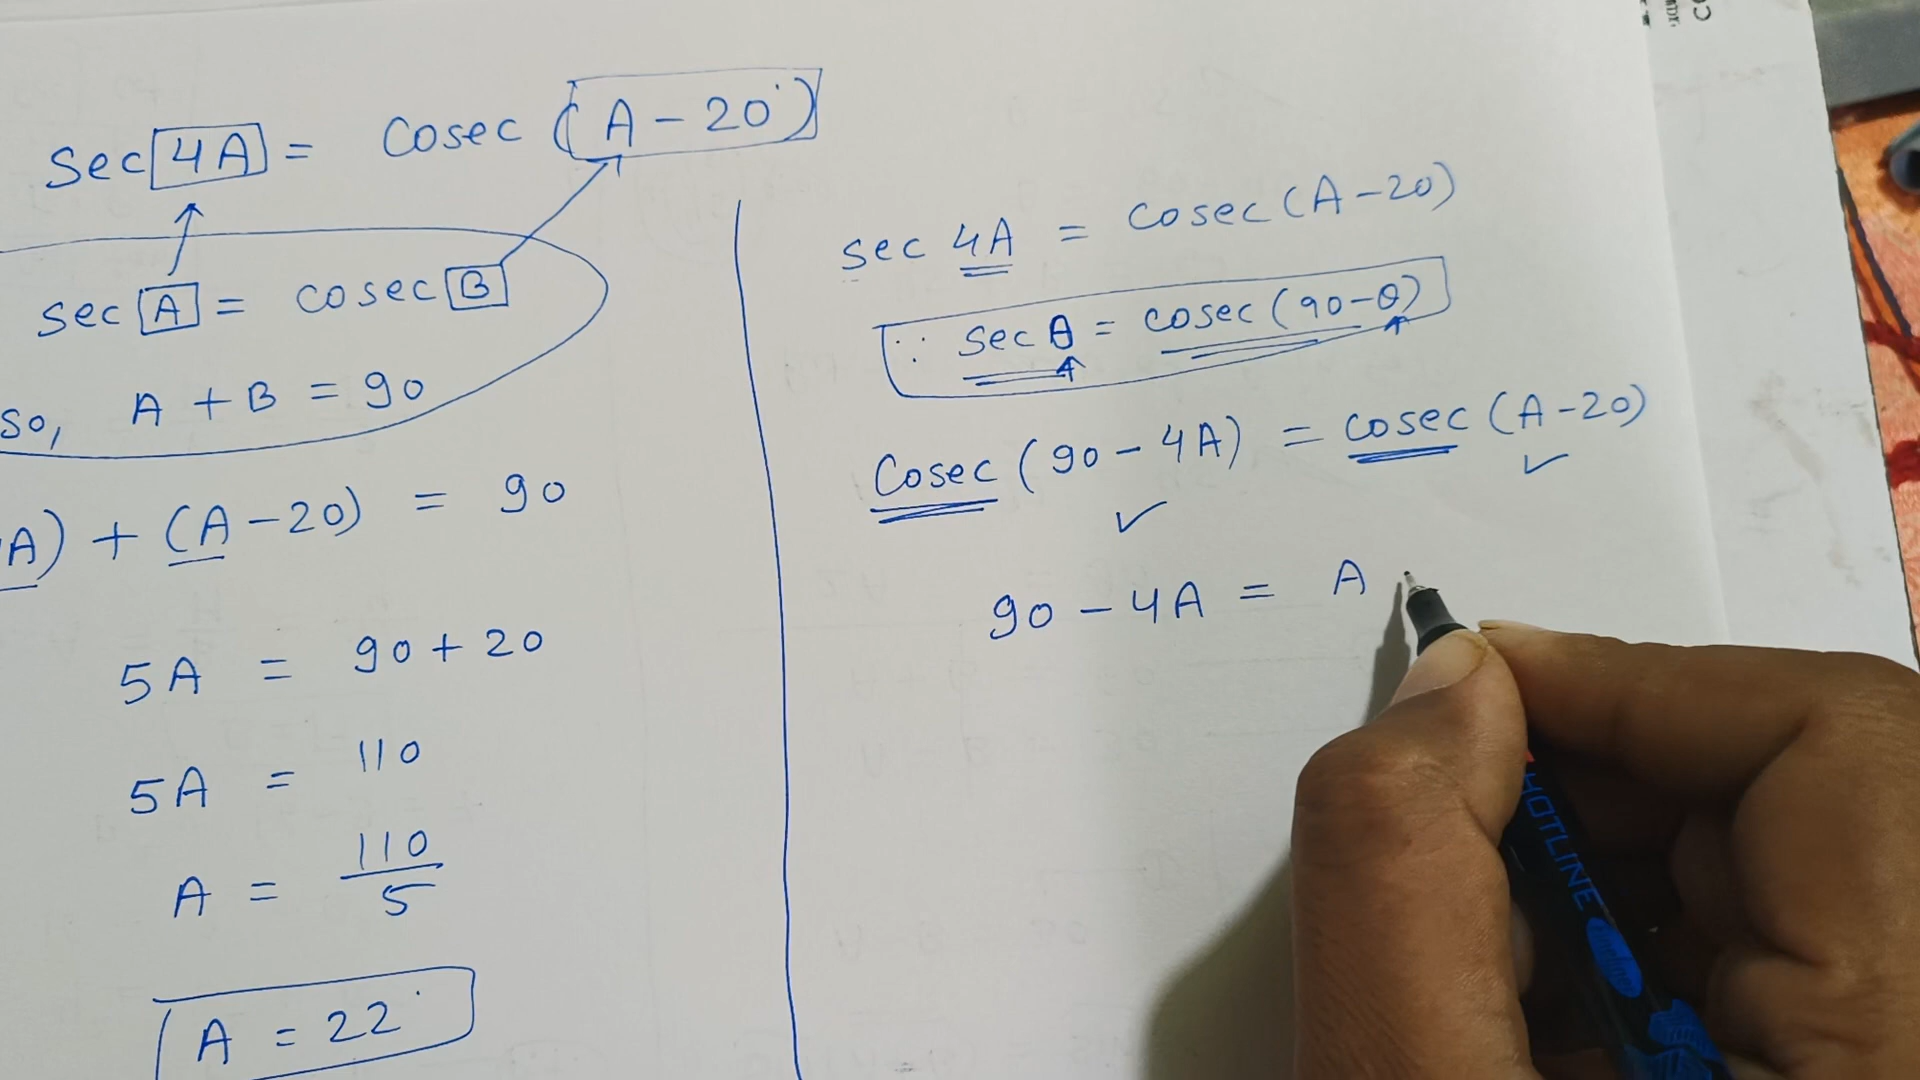 sec 4A = cosec (A - 20°)
sec A = cosec B
so, A + B = 90
A) + (A - 20) = 90
5A = 90 + 20
5A = 110
A = 110/5
A = 22°
sec 4A = cosec (A - 20)
∵ sec θ = cosec (90 - θ)
cosec (90 - 4A) = cosec (A - 20)
90 - 4A = A
HOTLINE